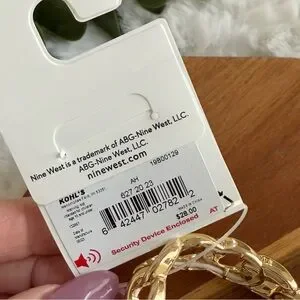 Nine West is a trademark of ABG-Nine West, LLC.
ABG-Nine West, LLC.
ninewest.com
19800129
AH
KOHL'S
627 20 23
6 42447 02782 2
$28.00
AT
Security Device Enclosed